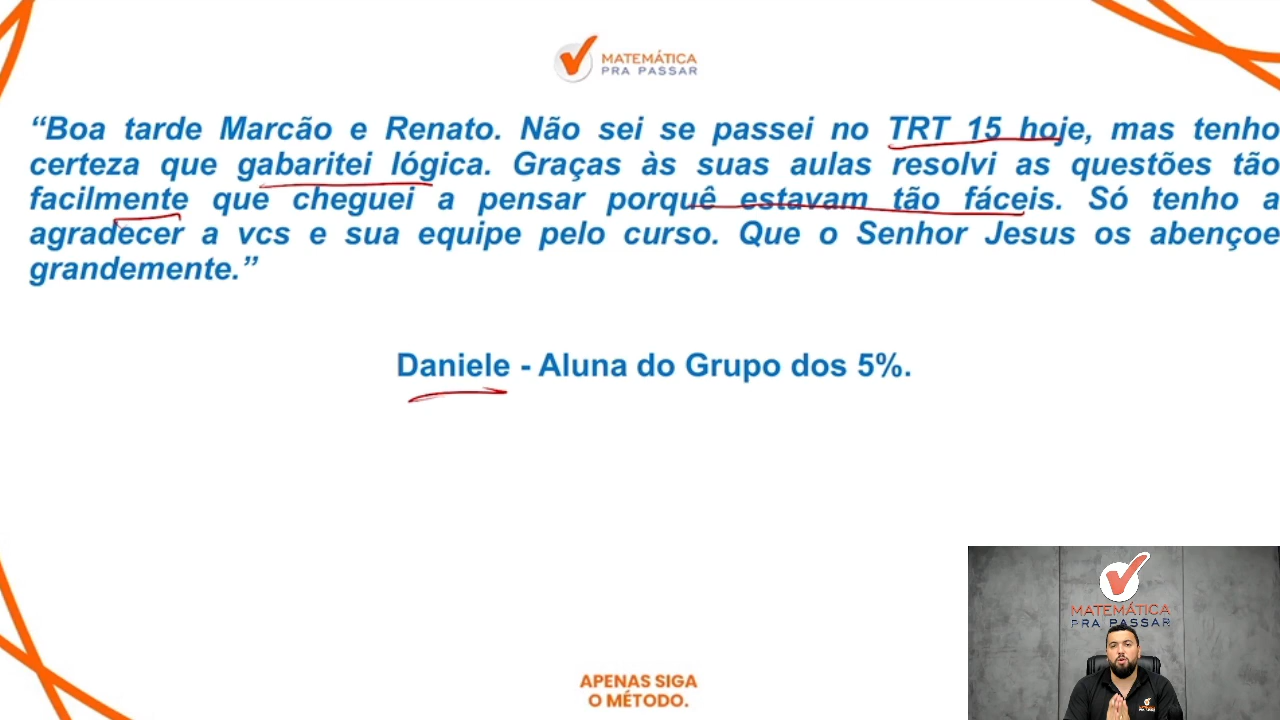 MATEMÁTICA
PRA PASSAR
“Boa tarde Marcão e Renato. Não sei se passei no TRT 15 hoje, mas tenho
certeza que gabaritei lógica. Graças às suas aulas resolvi as questões tão
facilmente que cheguei a pensar porquê estavam tão fáceis. Só tenho a
agradecer a vcs e sua equipe pelo curso. Que o Senhor Jesus os abençoe
grandemente.”
Daniele - Aluna do Grupo dos 5%.
MATEMÁTICA
PRA PASSAR
APENAS SIGA
O MÉTODO.